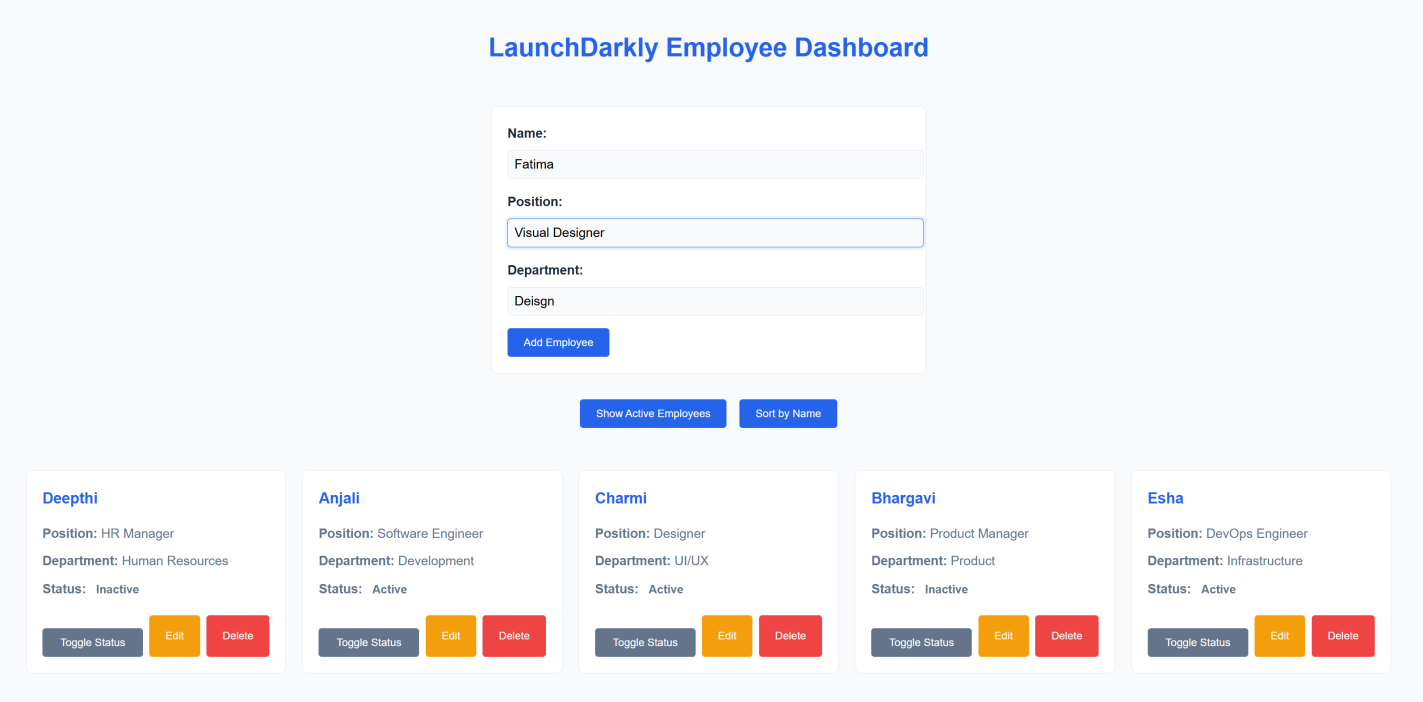 LaunchDarkly Employee Dashboard
Name:
Fatima
Position:
Visual Designer
Department:
Deisgn
Add Employee
Show Active Employees
Sort by Name
Deepthi
Position: HR Manager
Department: Human Resources
Status: Inactive
Toggle Status
Edit
Delete
Anjali
Position: Software Engineer
Department: Development
Status: Active
Toggle Status
Edit
Delete
Charmi
Position: Designer
Department: UI/UX
Status: Active
Toggle Status
Edit
Delete
Bhargavi
Position: Product Manager
Department: Product
Status: Inactive
Toggle Status
Edit
Delete
Esha
Position: DevOps Engineer
Department: Infrastructure
Status: Active
Toggle Status
Edit
Delete